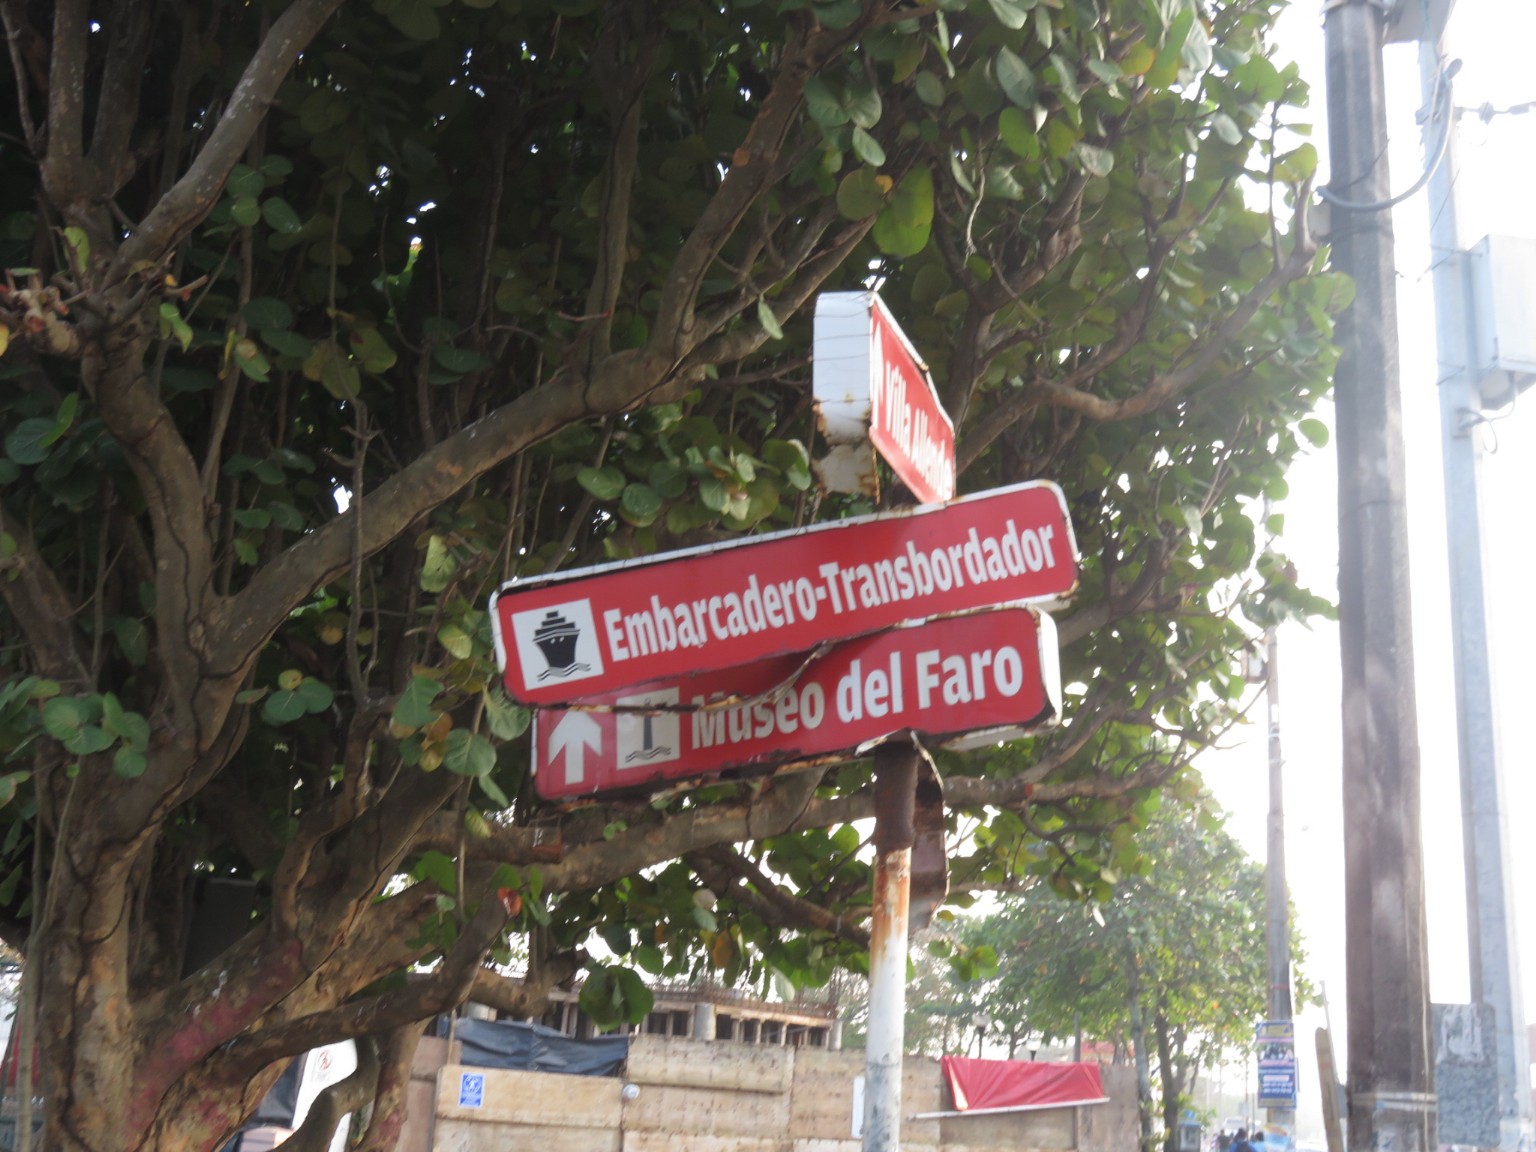 Villa Allende
Embarcadero-Transbordador
Museo del Faro